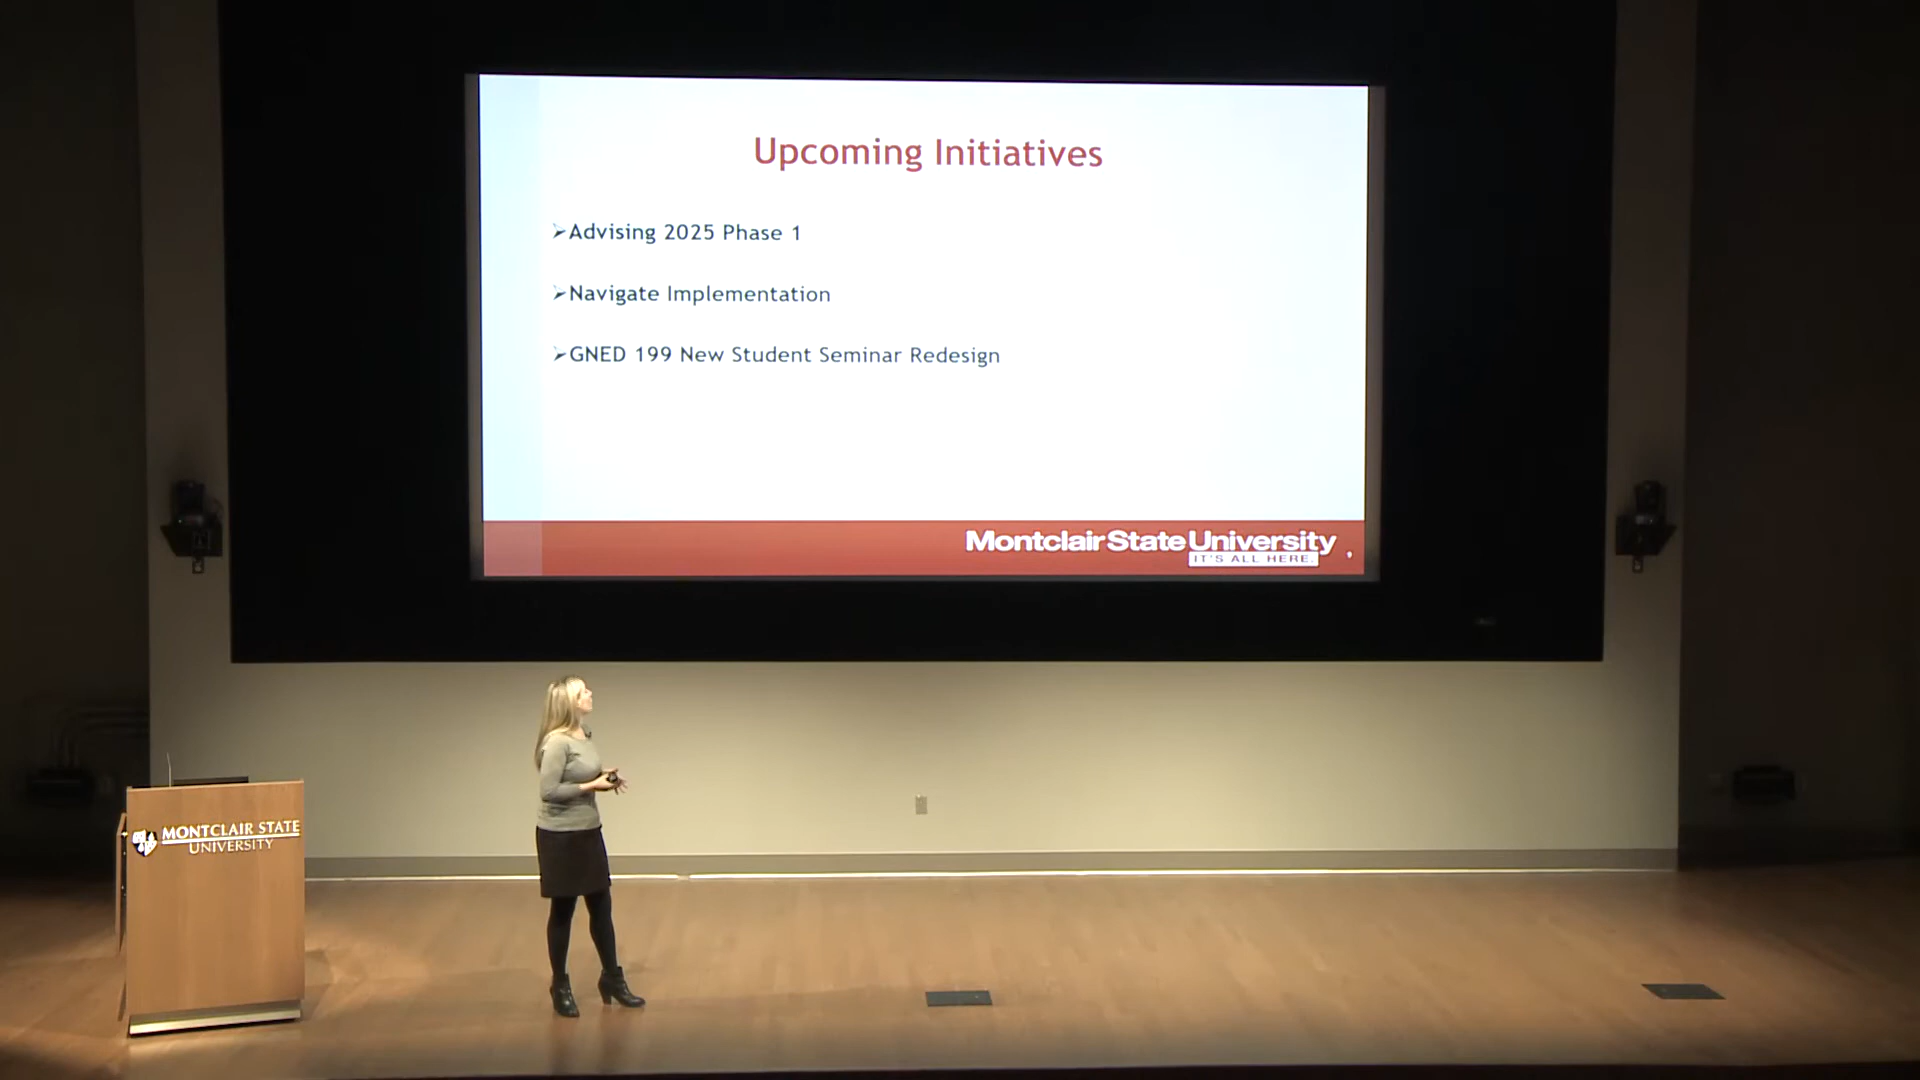 Upcoming Initiatives
➢Advising 2025 Phase 1
➢Navigate Implementation
➢GNED 199 New Student Seminar Redesign
Montclair State University
IT'S ALL HERE.
9
MONTCLAIR STATE
UNIVERSITY